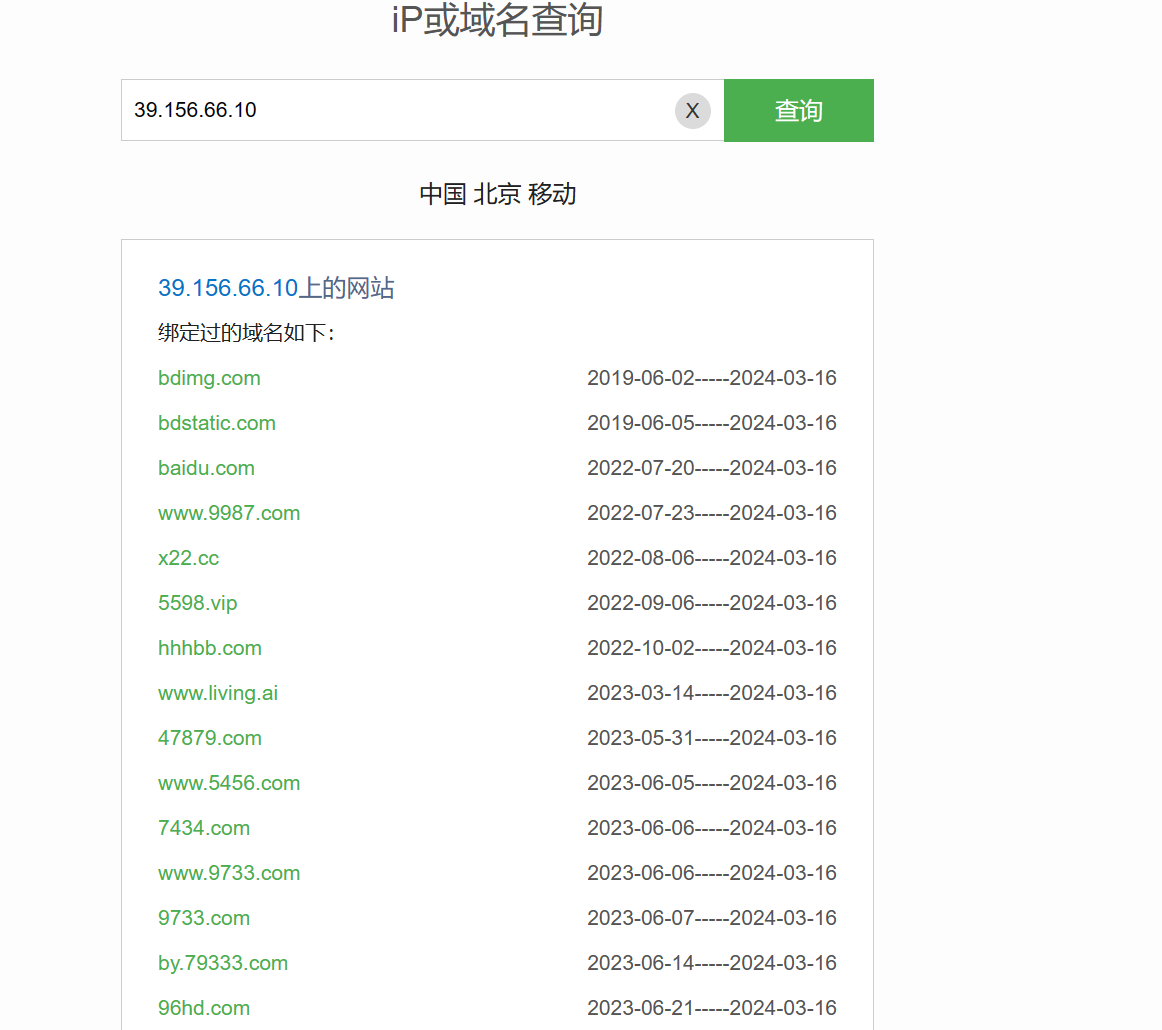 iP或域名查询
39.156.66.10 X 查询
中国 北京 移动
39.156.66.10上的网站
绑定过的域名如下：
bdimg.com 2019-06-02-----2024-03-16
bdstatic.com 2019-06-05-----2024-03-16
baidu.com 2022-07-20-----2024-03-16
www.9987.com 2022-07-23-----2024-03-16
x22.cc 2022-08-06-----2024-03-16
5598.vip 2022-09-06-----2024-03-16
hhhbb.com 2022-10-02-----2024-03-16
www.living.ai 2023-03-14-----2024-03-16
47879.com 2023-05-31-----2024-03-16
www.5456.com 2023-06-05-----2024-03-16
7434.com 2023-06-06-----2024-03-16
www.9733.com 2023-06-06-----2024-03-16
9733.com 2023-06-07-----2024-03-16
by.79333.com 2023-06-14-----2024-03-16
96hd.com 2023-06-21-----2024-03-16